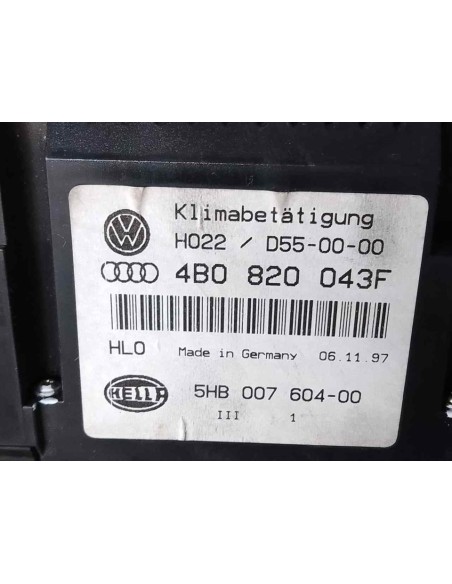 Klimabetätigung
H022 / D55-00-00
4B0 820 043F
HLO Made in Germany 06.11.97
HELLA 5HB 007 604-00
III 1